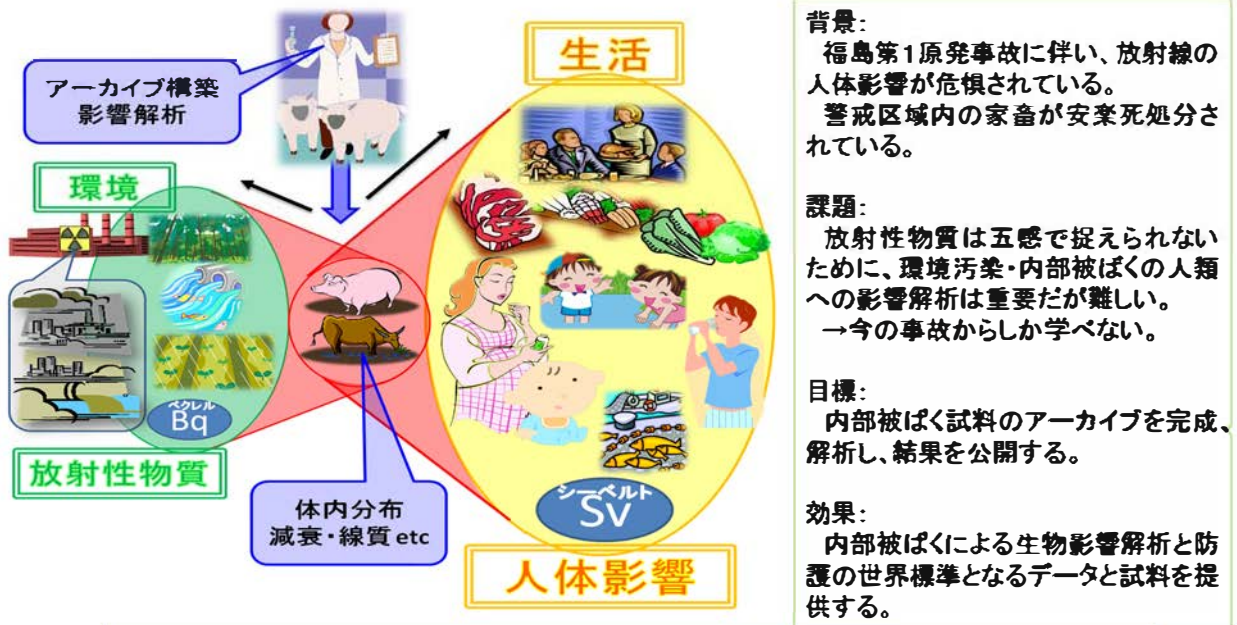 アーカイブ構築
影響解析
生活
環境
ベクレル
Bq
放射性物質
体内分布
減衰・線質 etc
シーベルト
Sv
人体影響
背景:
福島第1原発事故に伴い、放射線の
人体影響が危惧されている。
警戒区域内の家畜が安楽死処分さ
れている。
課題:
放射性物質は五感で捉えられない
ために、環境汚染・内部被ばくの人類
への影響解析は重要だが難しい。
→今の事故からしか学べない。
目標:
内部被ばく試料のアーカイブを完成、
解析し、結果を公開する。
効果:
内部被ばくによる生物影響解析と防
護の世界標準となるデータと試料を提
供する。